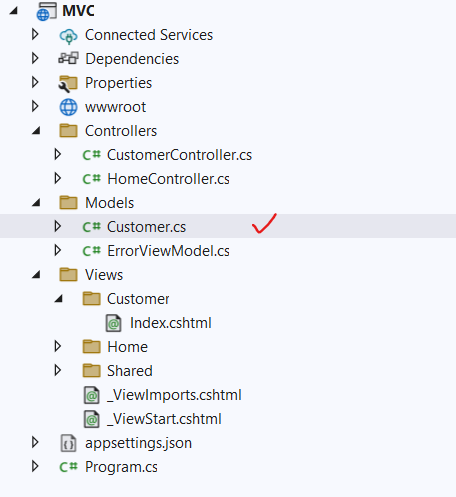 MVC
Connected Services
Dependencies
Properties
wwwroot
Controllers
C# CustomerController.cs
C# HomeController.cs
Models
C# Customer.cs
C# ErrorViewModel.cs
Views
Customer
@ Index.cshtml
Home
Shared
@ _ViewImports.cshtml
@ _ViewStart.cshtml
appsettings.json
C# Program.cs